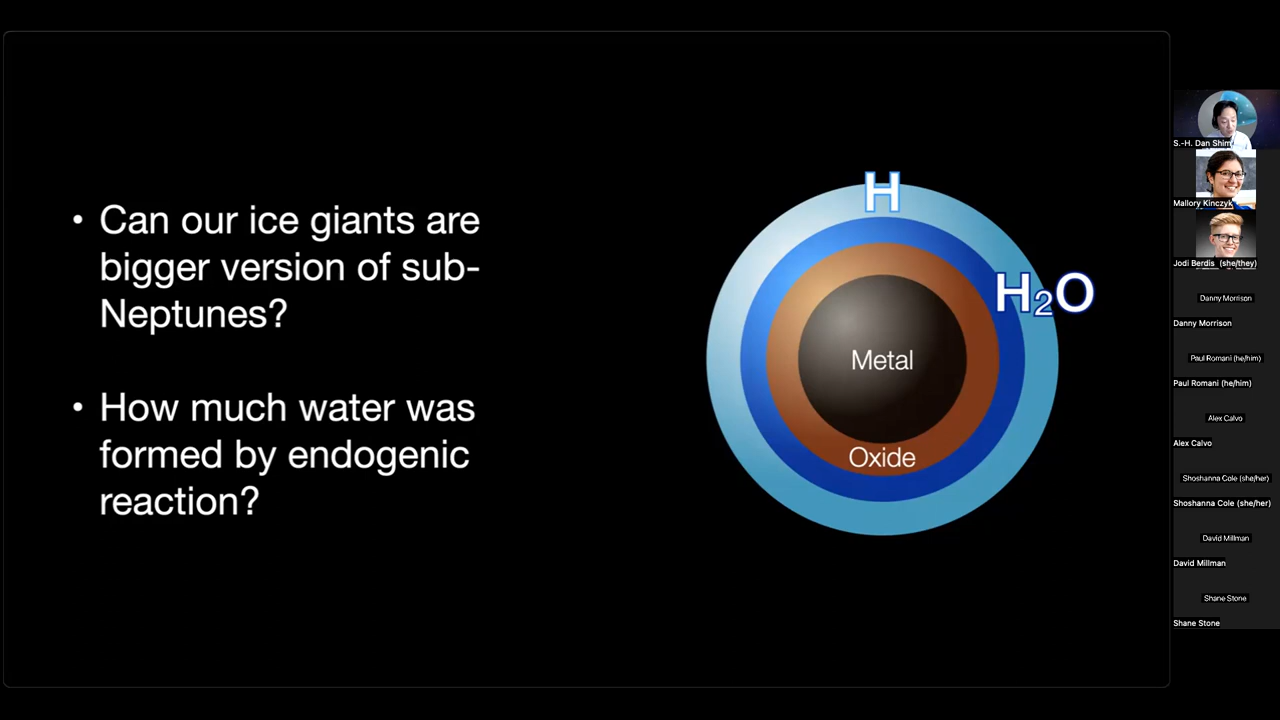 • Can our ice giants are
bigger version of sub-
Neptunes?
• How much water was
formed by endogenic
reaction?
H
H₂O
Metal
Oxide
S.-H. Dan Shim
Mallory Kinczyk
Jodi Berdis (she/they)
Danny Morrison
Danny Morrison
Paul Romani (he/him)
Paul Romani (he/him)
Alex Calvo
Alex Calvo
Shoshanna Cole (she/her)
Shoshanna Cole (she/her)
David Millman
David Millman
Shane Stone
Shane Stone